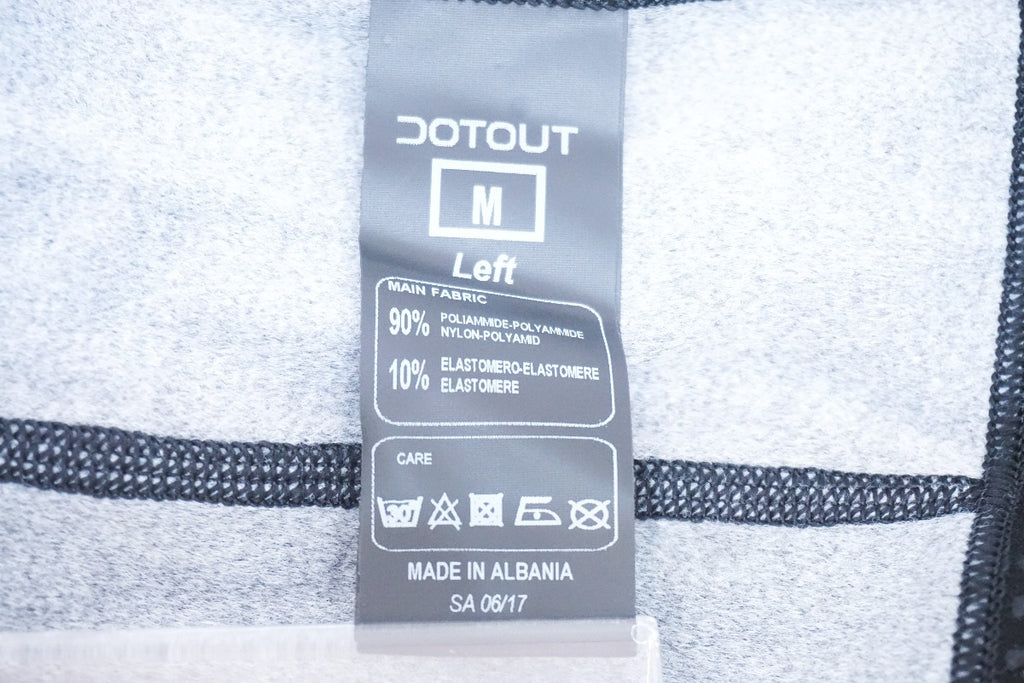 DOTOUT
M
Left
MAIN FABRIC
90% POLIAMMIDE-POLYAMMIDE
NYLON-POLYAMID
10% ELASTOMERO-ELASTOMERE
ELASTOMERE
CARE
30
MADE IN ALBANIA
SA 06/17